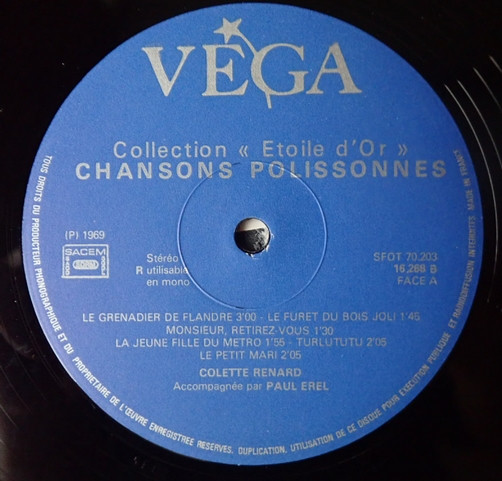 VEGA
Collection « Etoile d'Or »
CHANSONS POLISSONNES
(P) 1969
SACEM
Stéréo
R utilisable
en mono
SFOT 70.203
16.288 B
FACE A
LE GRENADIER DE FLANDRE 3'00 - LE FURET DU BOIS JOLI 1'45
MONSIEUR, RETIREZ-VOUS 1'30
LA JEUNE FILLE DU METRO 1'55 - TURLUTUTU 2'05
LE PETIT MARI 2'05
COLETTE RENARD
Accompagnée par PAUL EREL
TOUS DROITS DU PRODUCTEUR PHONOGRAPHIQUE ET DU PROPRIETAIRE DE L'ŒUVRE ENREGISTREE RESERVES. DUPLICATION, UTILISATION DE CE DISQUE POUR EXECUTION PUBLIQUE ET RADIODIFFUSION INTERDITES. MADE IN FRANCE